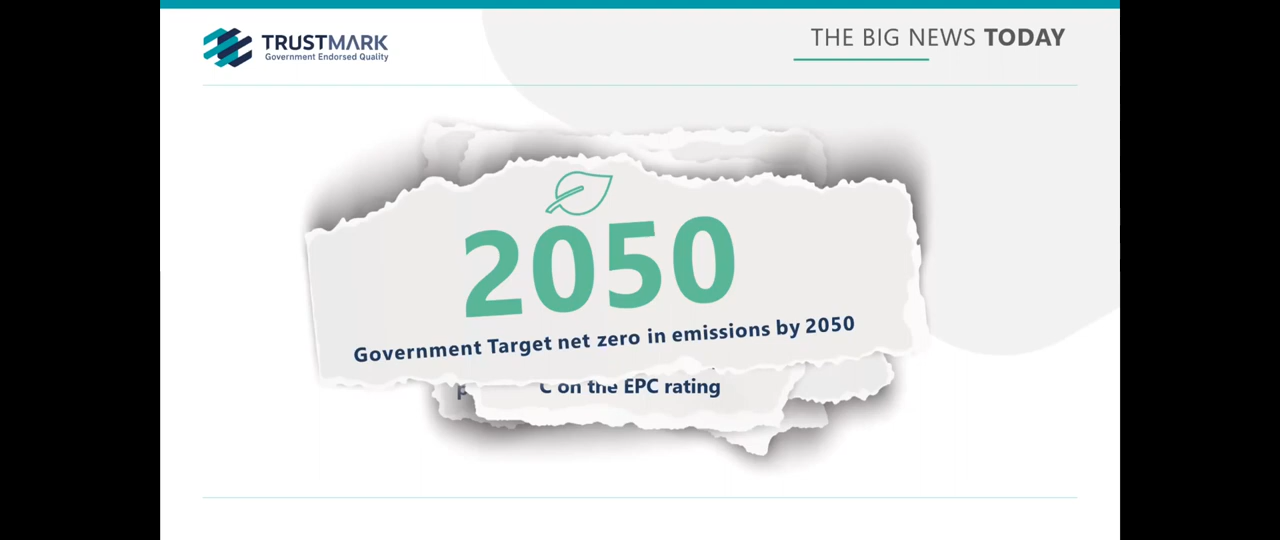 TRUSTMARK
Government Endorsed Quality
THE BIG NEWS TODAY
2050
Government Target net zero in emissions by 2050
C on the EPC rating